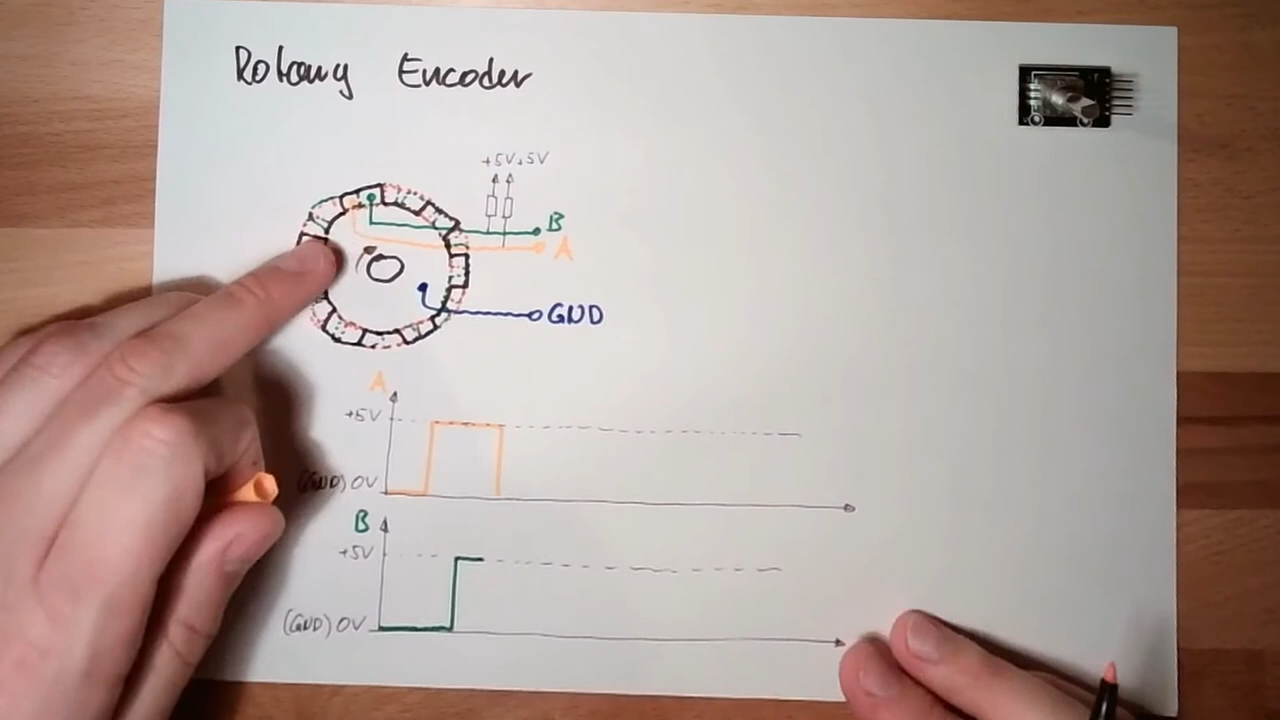 Rotary Encoder
+5V+5V
B
A
GND
A
+5V
(GND) 0V
B
+5V
(GND) 0V